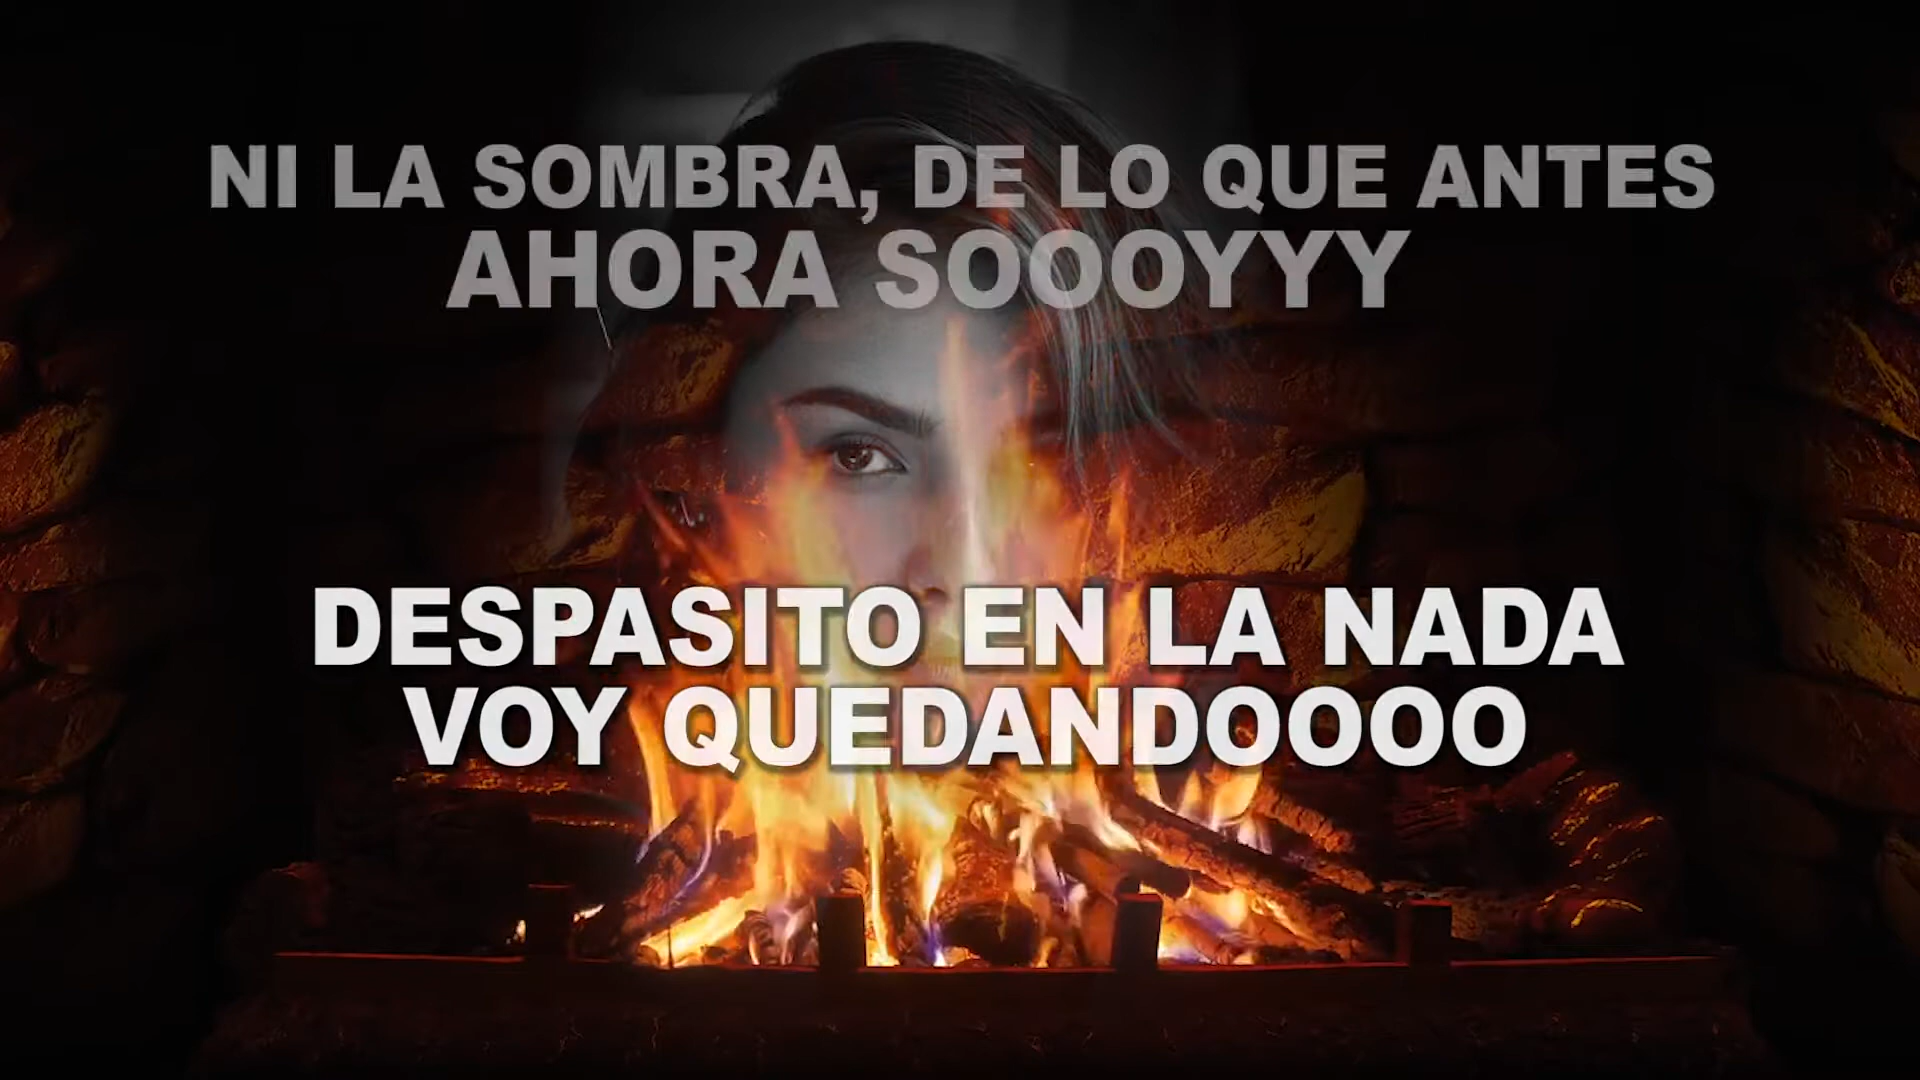 NI LA SOMBRA, DE LO QUE ANTES
AHORA SOOOYYY
DESPASITO EN LA NADA
VOY QUEDANDOOOO